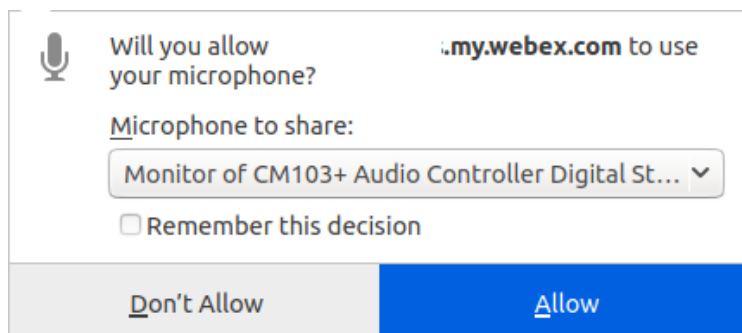 Will you allow .my.webex.com to use
your microphone?
Microphone to share:
Monitor of CM103+ Audio Controller Digital St...
Remember this decision
Don't Allow
Allow